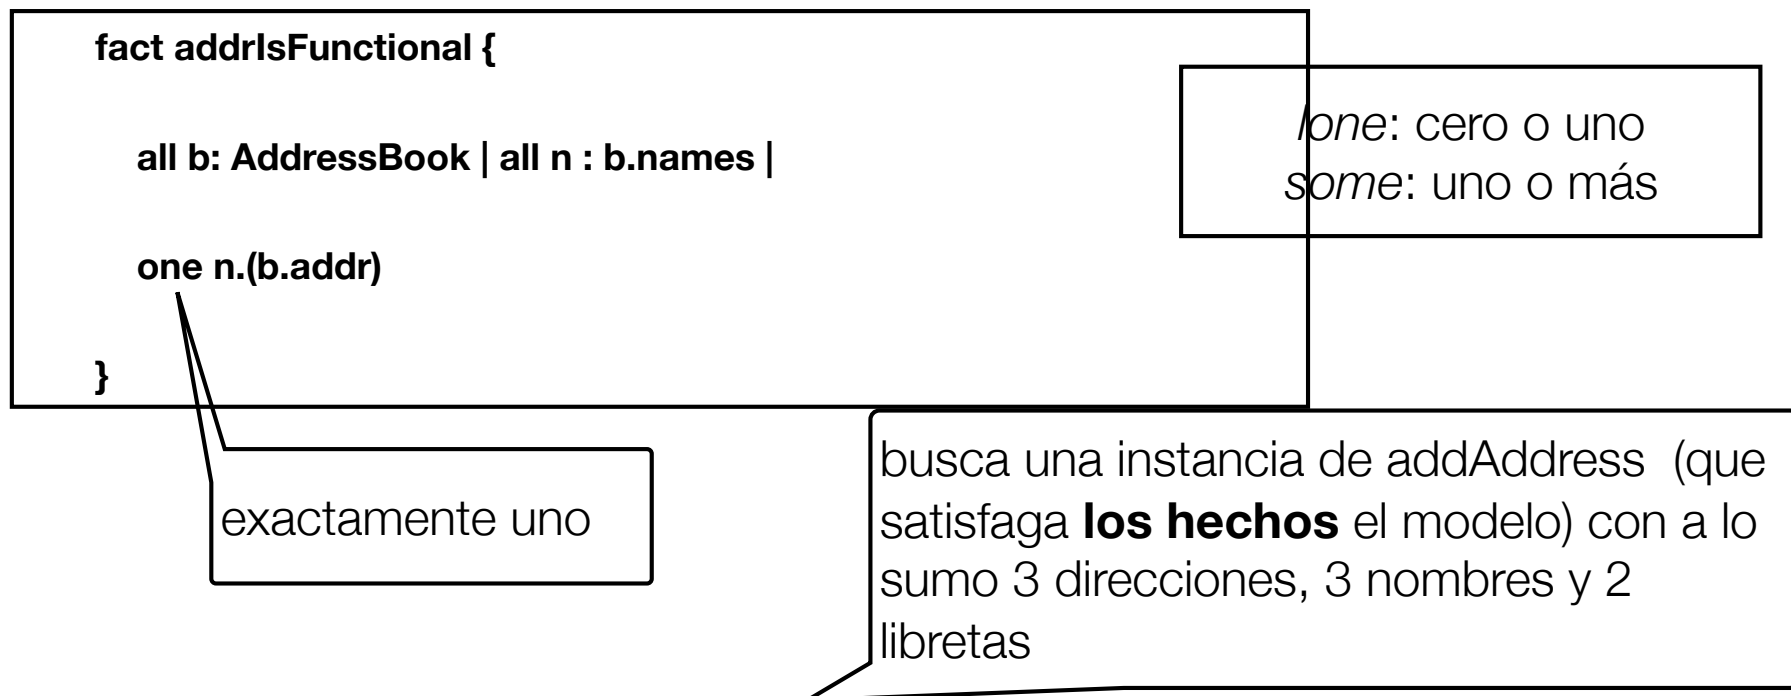 fact addrIsFunctional {
all b: AddressBook | all n : b.names |
one n.(b.addr)
}
lone: cero o uno
some: uno o más
exactamente uno
busca una instancia de addAddress (que
satisfaga los hechos el modelo) con a lo
sumo 3 direcciones, 3 nombres y 2
libretas